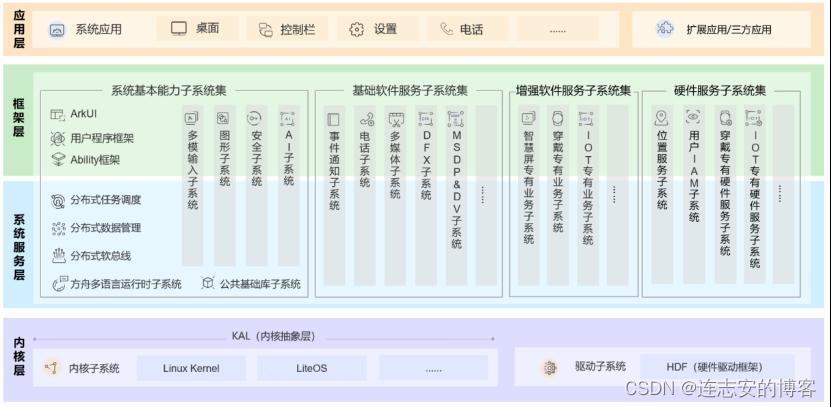 应用层
系统应用
桌面
控制栏
设置
电话
......
扩展应用/三方应用
框架层
系统服务层
系统基本能力子系统集
ArkUI
用户程序框架
Ability框架
多模输入子系统
图形子系统
安全子系统
AI子系统
分布式任务调度
分布式数据管理
分布式软总线
方舟多语言运行时子系统
公共基础库子系统
基础软件服务子系统集
事件通知子系统
电话子系统
多媒体子系统
DFX子系统
MSDP&DV子系统
......
增强软件服务子系统集
智慧屏专有业务子系统
穿戴专有业务子系统
IOT专有业务子系统
......
硬件服务子系统集
位置服务子系统
用户IAM子系统
穿戴专有硬件服务子系统
IOT专有硬件服务子系统
......
内核层
KAL（内核抽象层）
内核子系统
Linux Kernel
LiteOS
......
驱动子系统
HDF（硬件驱动框架）
CSDN @连志安的博客